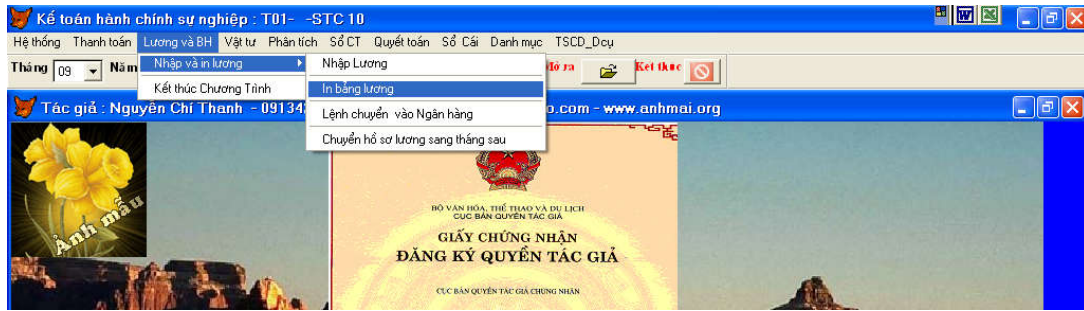 Kế toán hành chính sự nghiệp : T01- -STC 10
Hệ thống Thanh toán Lương và BH Vật tư Phân tích Sổ CT Quyết toán Sổ Cái Danh mục TSCD_Dcụ
Tháng 09 Năm Mở ra Kết thúc
Nhập và in lương
Kết thúc Chương Trình
Nhập Lương
In bảng lương
Lệnh chuyển vào Ngân hàng
Chuyển hồ sơ lương sang tháng sau
Tác giả : Nguyễn Chí Thanh - 09134 o.com - www.anhmai.org
Ảnh mẫu
BỘ VĂN HÓA, THỂ THAO VÀ DU LỊCH
CỤC BẢN QUYỀN TÁC GIẢ
GIẤY CHỨNG NHẬN
ĐĂNG KÝ QUYỀN TÁC GIẢ
CỤC BẢN QUYỀN TÁC GIẢ CHỨNG NHẬN